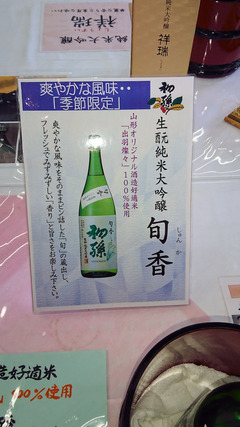 祥瑞
純米大吟醸
祥瑞
爽やかな風味‥
「季節限定」
初孫
生酛純米大吟醸
旬香
しゅん か
山形オリジナル酒造好適米
「出羽燦々」100%使用
初孫
爽やかな風味をそのままビン詰した「旬」の蔵出し、
フレッシュでみずみずしい「香り」と旨さをお楽しみ下さい。
造好適米
100%使用